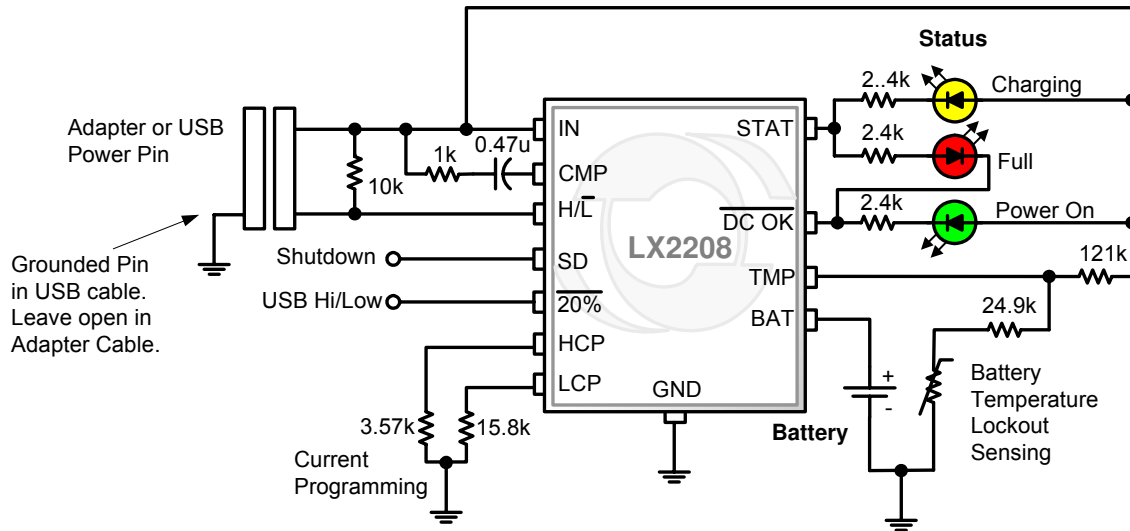 Status
2..4k
Charging
Adapter or USB
Power Pin
IN
STAT
0.47u
1k
2.4k
CMP
Full
10k
H/L̅
D̅C̅ ̅O̅K̅
2.4k
Power On
LX2208
Grounded Pin
in USB cable.
Leave open in
Adapter Cable.
Shutdown
SD
TMP
121k
USB Hi/Low
2̅0̅%̅
24.9k
BAT
HCP
LCP
GND
+
-
Battery
Temperature
Lockout
Sensing
3.57k
15.8k
Battery
Current
Programming